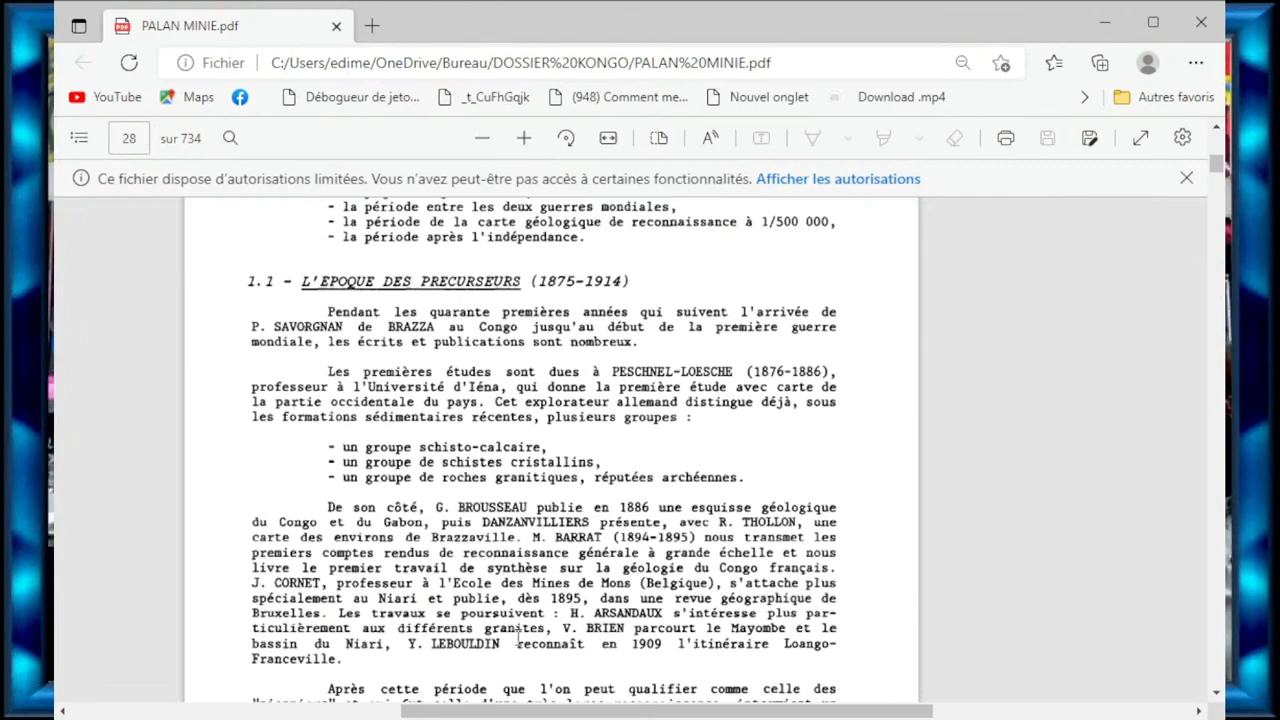 PALAN MINIE.pdf
Fichier C:/Users/edime/OneDrive/Bureau/DOSSIER%20KONGO/PALAN%20MINIE.pdf
YouTube Maps Débogueur de jeto... _t_CuFhGqjk (948) Comment me... Nouvel onglet Download .mp4 Autres favoris
28 sur 734
Ce fichier dispose d'autorisations limitées. Vous n'avez peut-être pas accès à certaines fonctionnalités. Afficher les autorisations
- la période entre les deux guerres mondiales,
- la période de la carte géologique de reconnaissance à 1/500 000,
- la période après l'indépendance.
1.1 - L'EPOQUE DES PRECURSEURS (1875-1914)
Pendant les quarante premières années qui suivent l'arrivée de
P. SAVORGNAN de BRAZZA au Congo jusqu'au début de la première guerre
mondiale, les écrits et publications sont nombreux.
Les premières études sont dues à PESCHNEL-LOESCHE (1876-1886),
professeur à l'Université d'Iéna, qui donne la première étude avec carte de
la partie occidentale du pays. Cet explorateur allemand distingue déjà, sous
les formations sédimentaires récentes, plusieurs groupes :
- un groupe schisto-calcaire,
- un groupe de schistes cristallins,
- un groupe de roches granitiques, réputées archéennes.
De son côté, G. BROUSSEAU publie en 1886 une esquisse géologique
du Congo et du Gabon, puis DANZANVILLIERS présente, avec R. THOLLON, une
carte des environs de Brazzaville. M. BARRAT (1894-1895) nous transmet les
premiers comptes rendus de reconnaissance générale à grande échelle et nous
livre le premier travail de synthèse sur la géologie du Congo français.
J. CORNET, professeur à l'Ecole des Mines de Mons (Belgique), s'attache plus
spécialement au Niari et publie, dès 1895, dans une revue géographique de
Bruxelles. Les travaux se poursuivent : H. ARSANDAUX s'intéresse plus par-
ticulièrement aux différents granites, V. BRIEN parcourt le Mayombe et le
bassin du Niari, Y. LEBOULDIN reconnaît en 1909 l'itinéraire Loango-
Franceville.
Après cette période que l'on peut qualifier comme celle des